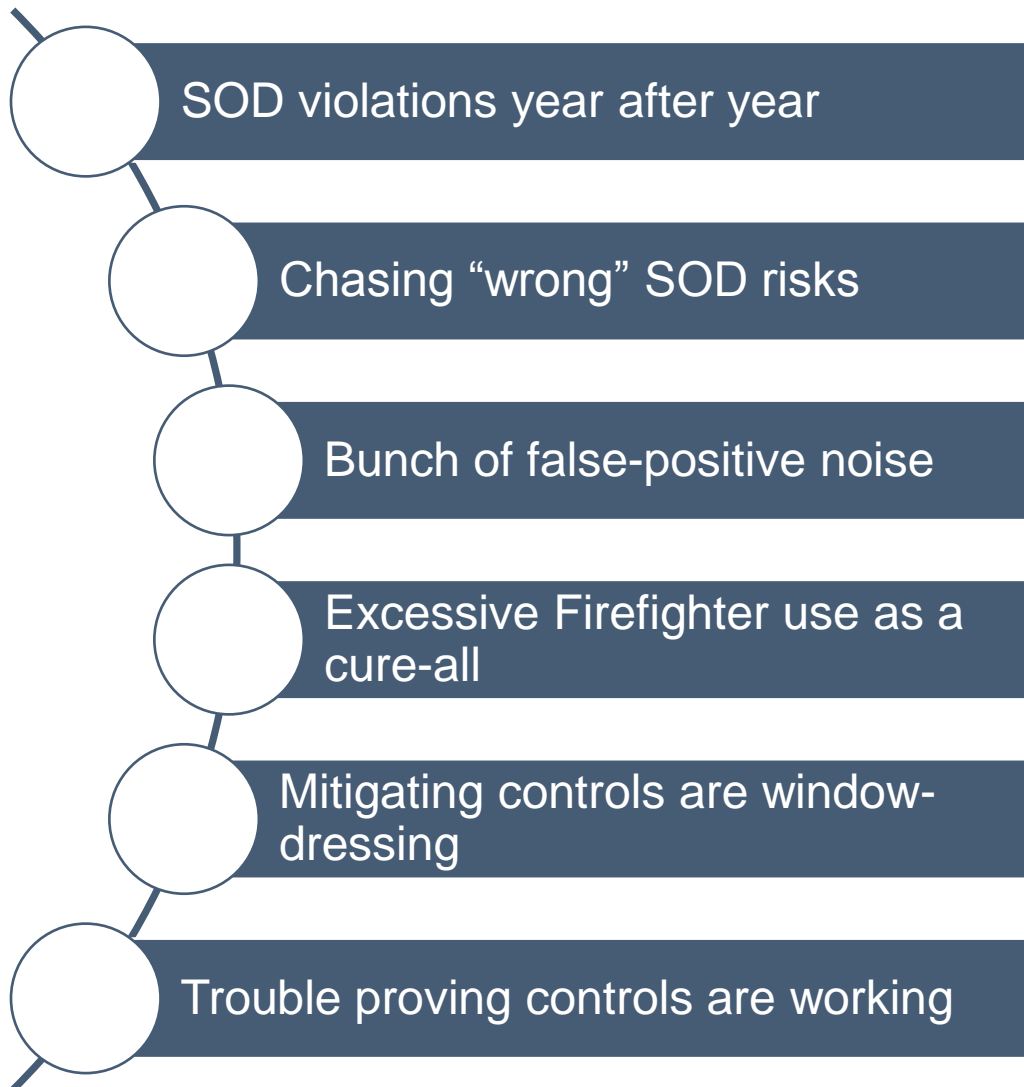 SOD violations year after year
Chasing “wrong” SOD risks
Bunch of false-positive noise
Excessive Firefighter use as a
cure-all
Mitigating controls are window-
dressing
Trouble proving controls are working